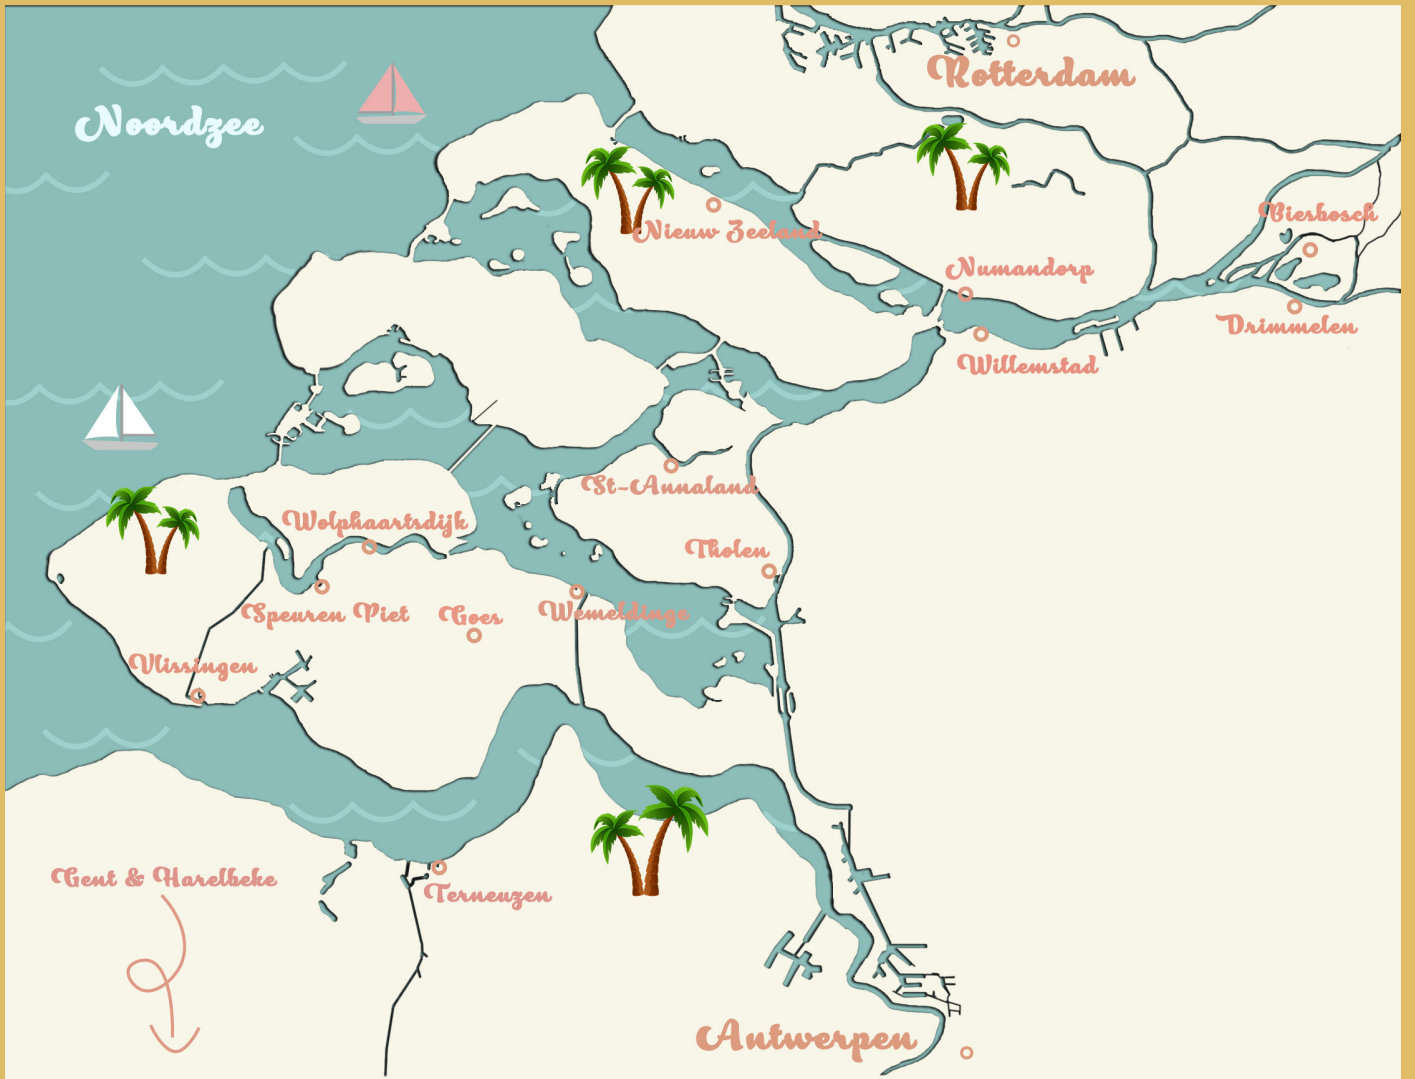 Rotterdam
Noordzee
Biesbosch
Nieuw Zeeland
Numandorp
Drimmelen
Willemstad
St-Annaland
Wolphaartsdijk
Tholen
Speuren Piet
Goes
Wemeldinge
Vlissingen
Gent & Harelbeke
Terneuzen
Antwerpen